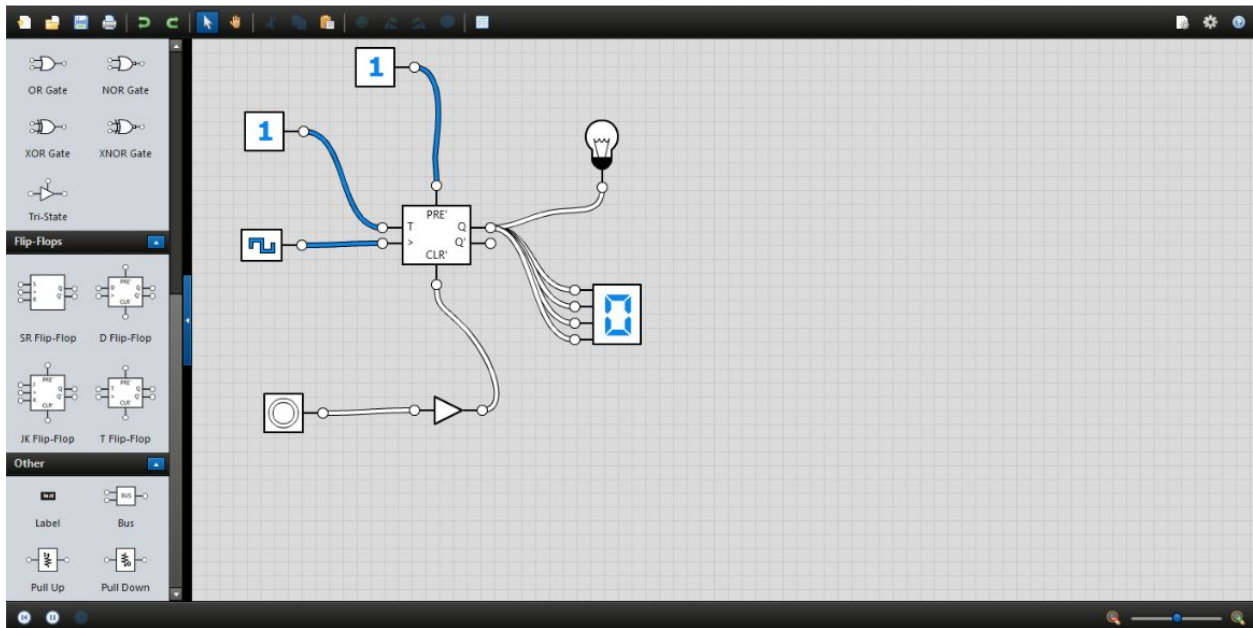 OR Gate NOR Gate
XOR Gate XNOR Gate
Tri-State
Flip-Flops
SR Flip-Flop D Flip-Flop
JK Flip-Flop T Flip-Flop
Other
Label Bus
Pull Up Pull Down
1
1
PRE'
T Q
> Q'
CLR'
0